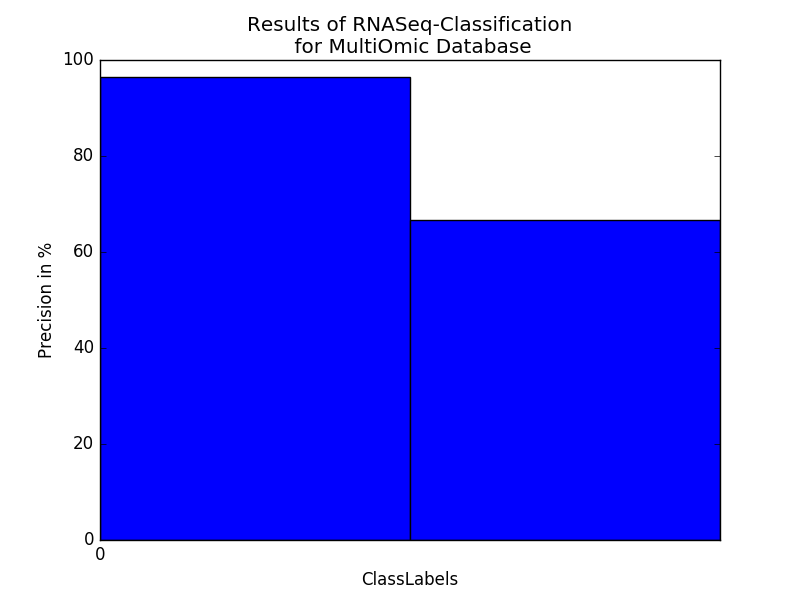 Results of RNASeq-Classification
for MultiOmic Database
100
80
60
40
20
0
0
Precision in %
ClassLabels